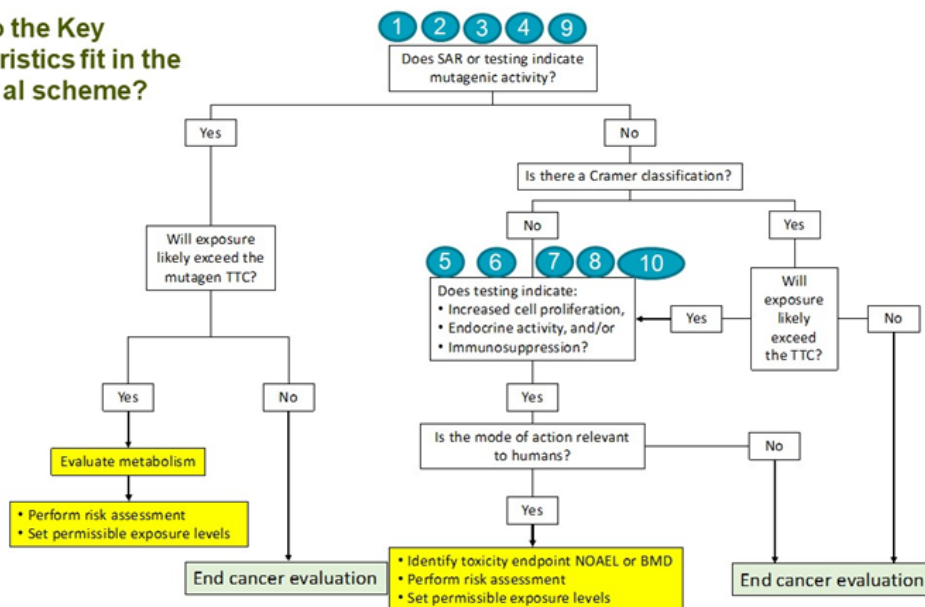 o the Key
ristics fit in the
al scheme?
1 2 3 4 9
Does SAR or testing indicate
mutagenic activity?
Yes
No
Is there a Cramer classification?
No
Yes
Will exposure
likely exceed the
mutagen TTC?
5 6 7 8 10
Does testing indicate:
• Increased cell proliferation,
• Endocrine activity, and/or
• Immunosuppression?
Yes
Will
exposure
likely
exceed
the TTC?
No
Yes
No
Yes
Evaluate metabolism
Is the mode of action relevant
to humans?
No
• Perform risk assessment
• Set permissible exposure levels
Yes
End cancer evaluation
• Identify toxicity endpoint NOAEL or BMD
• Perform risk assessment
• Set permissible exposure levels
End cancer evaluation